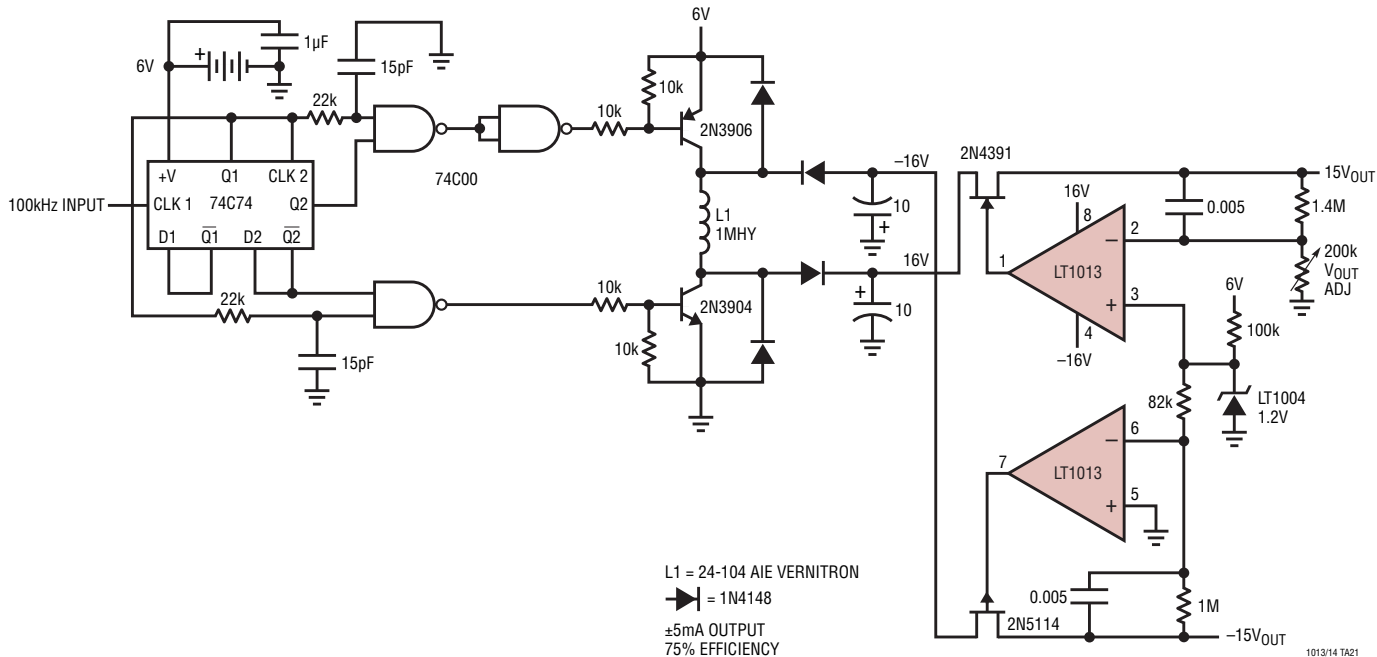 6V
+
1µF
15pF
22k
+V
Q1
CLK 2
100kHz INPUT
CLK 1
74C74
Q2
D1
Q1
D2
Q2
22k
15pF
74C00
10k
6V
10k
2N3906
L1
1MHY
10k
2N3904
10k
–16V
10
+
16V
+
10
2N4391
16V
8
2
–
1
LT1013
+
3
4
–16V
0.005
15VOUT
1.4M
200k
VOUT
ADJ
6V
100k
82k
LT1004
1.2V
6
–
7
LT1013
5
+
0.005
1M
2N5114
–15VOUT
L1 = 24-104 AIE VERNITRON
= 1N4148
±5mA OUTPUT
75% EFFICIENCY
1013/14 TA21